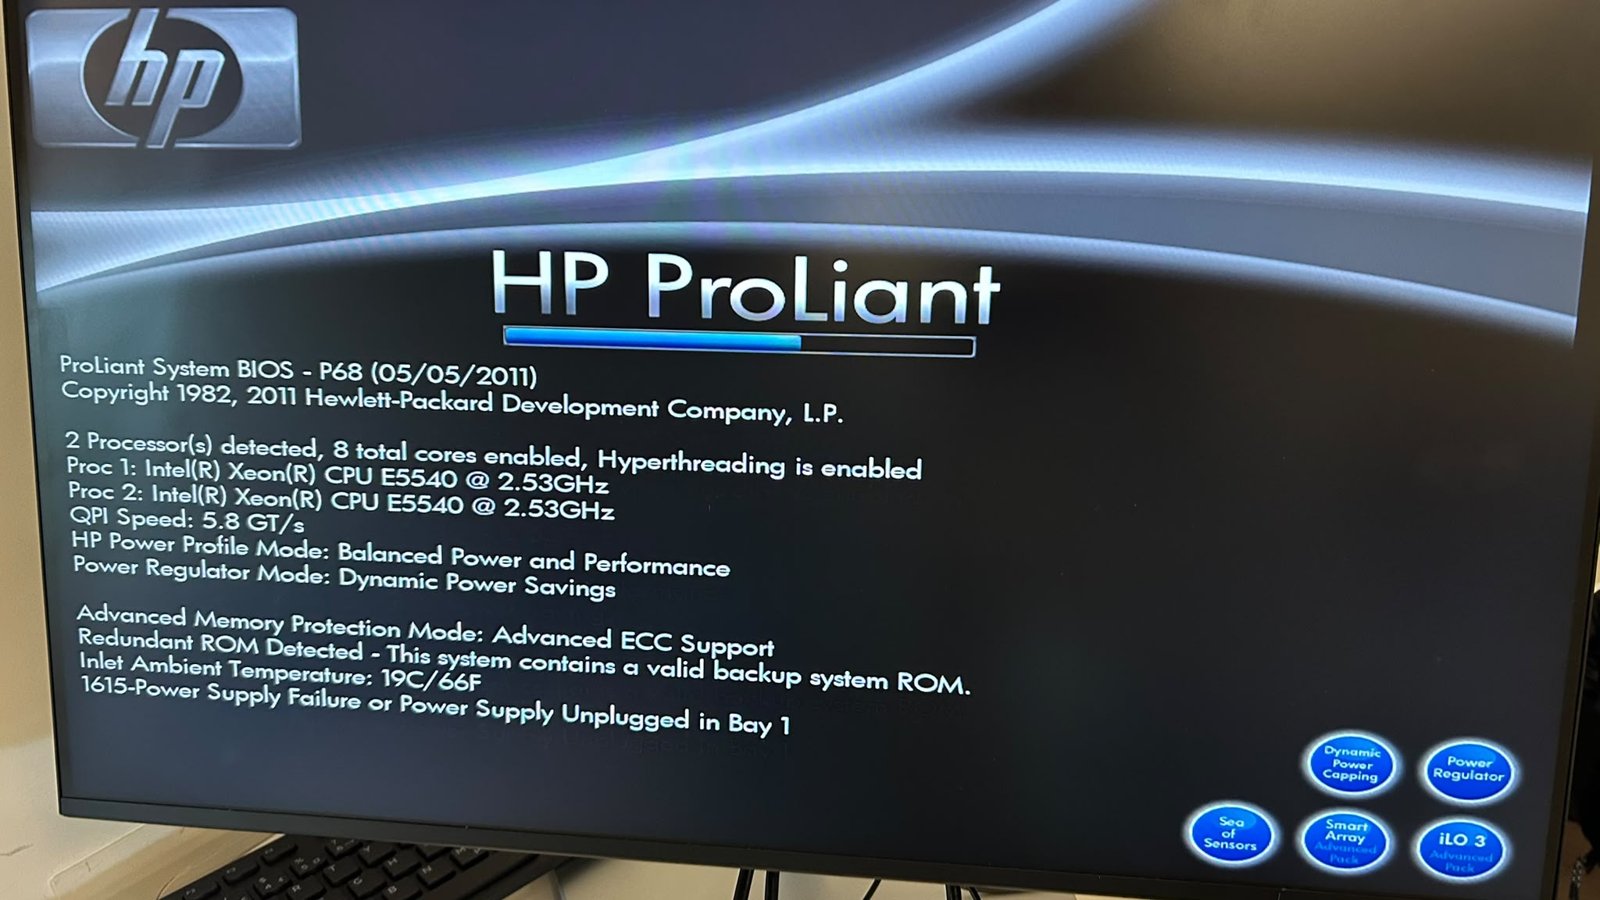 hp
HP ProLiant
ProLiant System BIOS - P68 (05/05/2011)
Copyright 1982, 2011 Hewlett-Packard Development Company, L.P.
2 Processor(s) detected, 8 total cores enabled, Hyperthreading is enabled
Proc 1: Intel(R) Xeon(R) CPU E5540 @ 2.53GHz
Proc 2: Intel(R) Xeon(R) CPU E5540 @ 2.53GHz
QPI Speed: 5.8 GT/s
HP Power Profile Mode: Balanced Power and Performance
Power Regulator Mode: Dynamic Power Savings
Advanced Memory Protection Mode: Advanced ECC Support
Redundant ROM Detected - This system contains a valid backup system ROM.
Inlet Ambient Temperature: 19C/66F
1615-Power Supply Failure or Power Supply Unplugged in Bay 1
Dynamic
Power
Capping
Power
Regulator
Sea
of
Sensors
Smart
Array
Advanced
Pack
iLO 3
Advanced
Pack